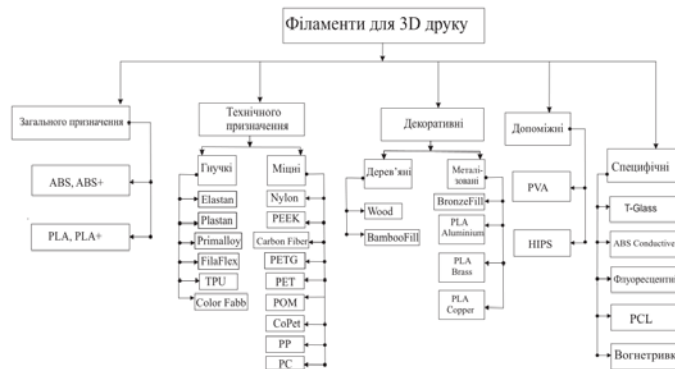 Філаменти для 3D друку
Загального призначення
ABS, ABS+
PLA, PLA+
Технічного
призначення
Гнучкі
Elastan
Plastan
Primalloy
FilaFlex
TPU
Color Fabb
Міцні
Nylon
PEEK
Carbon Fiber
PETG
PET
POM
CoPet
PP
PC
Декоративні
Дерев’яні
Wood
BambooFill
Металі-
зовані
BronzeFill
PLA
Aluminium
PLA
Brass
PLA
Copper
Допоміжні
PVA
HIPS
Специфічні
T-Glass
ABS Conductive
Флуоресцентні
PCL
Вогнетривк